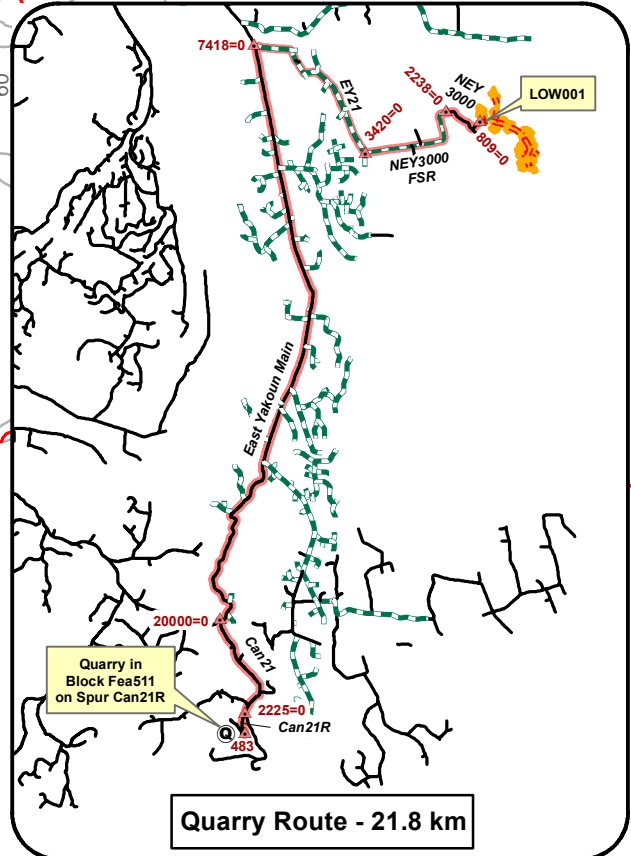 7418=0
EY21
3420=0
2238=0
NEY
3000
LOW001
809=0
NEY3000
FSR
60
East Yakoun Main
20000=0
Can21
Quarry in
Block Fea511
on Spur Can21R
2225=0
Can21R
Q
483
Quarry Route - 21.8 km